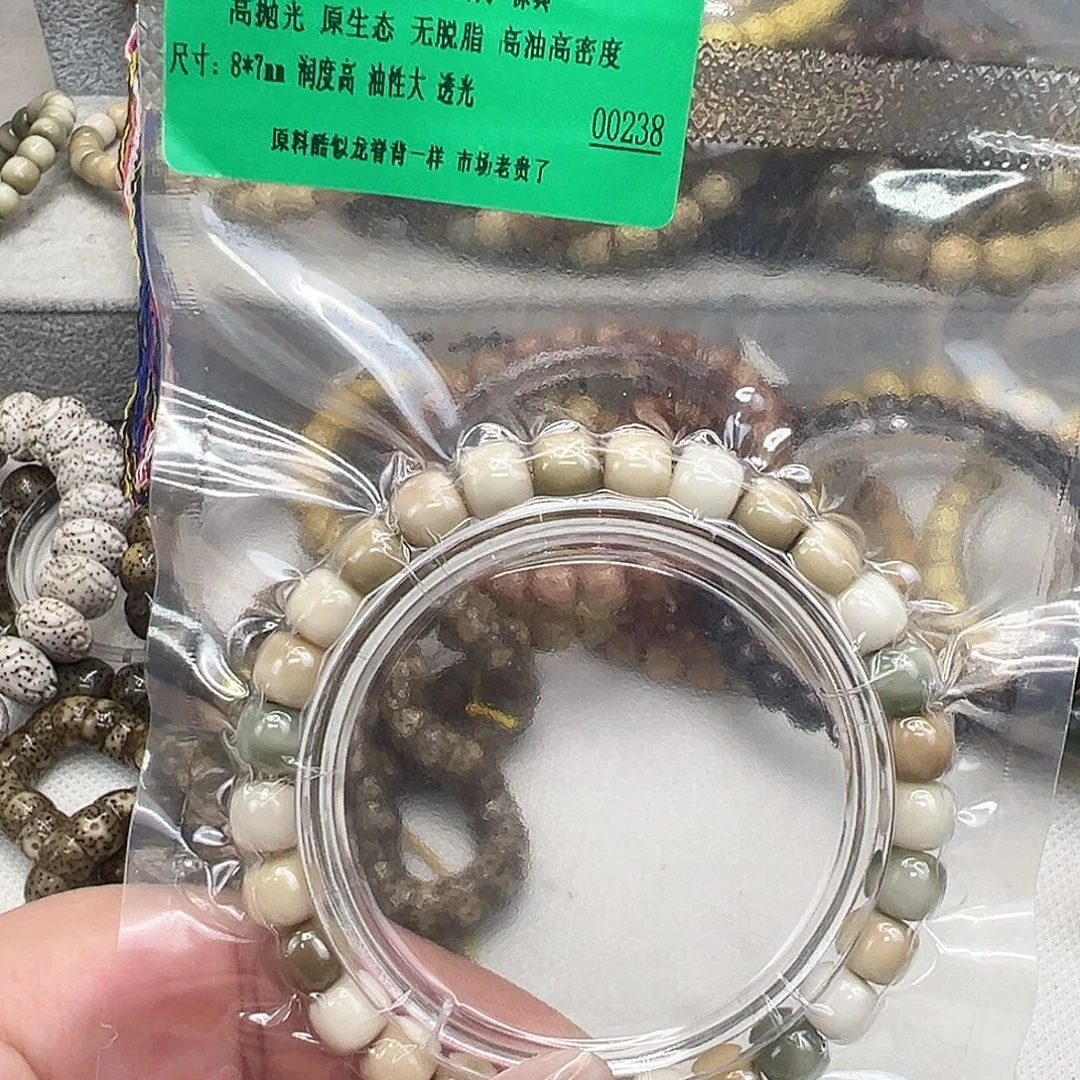 高抛光 原生态 无脱脂 高油高密度
尺寸: 8*7mm 润度高 油性大 透光
00238
原料酷似龙脊背一样 市场老贵了